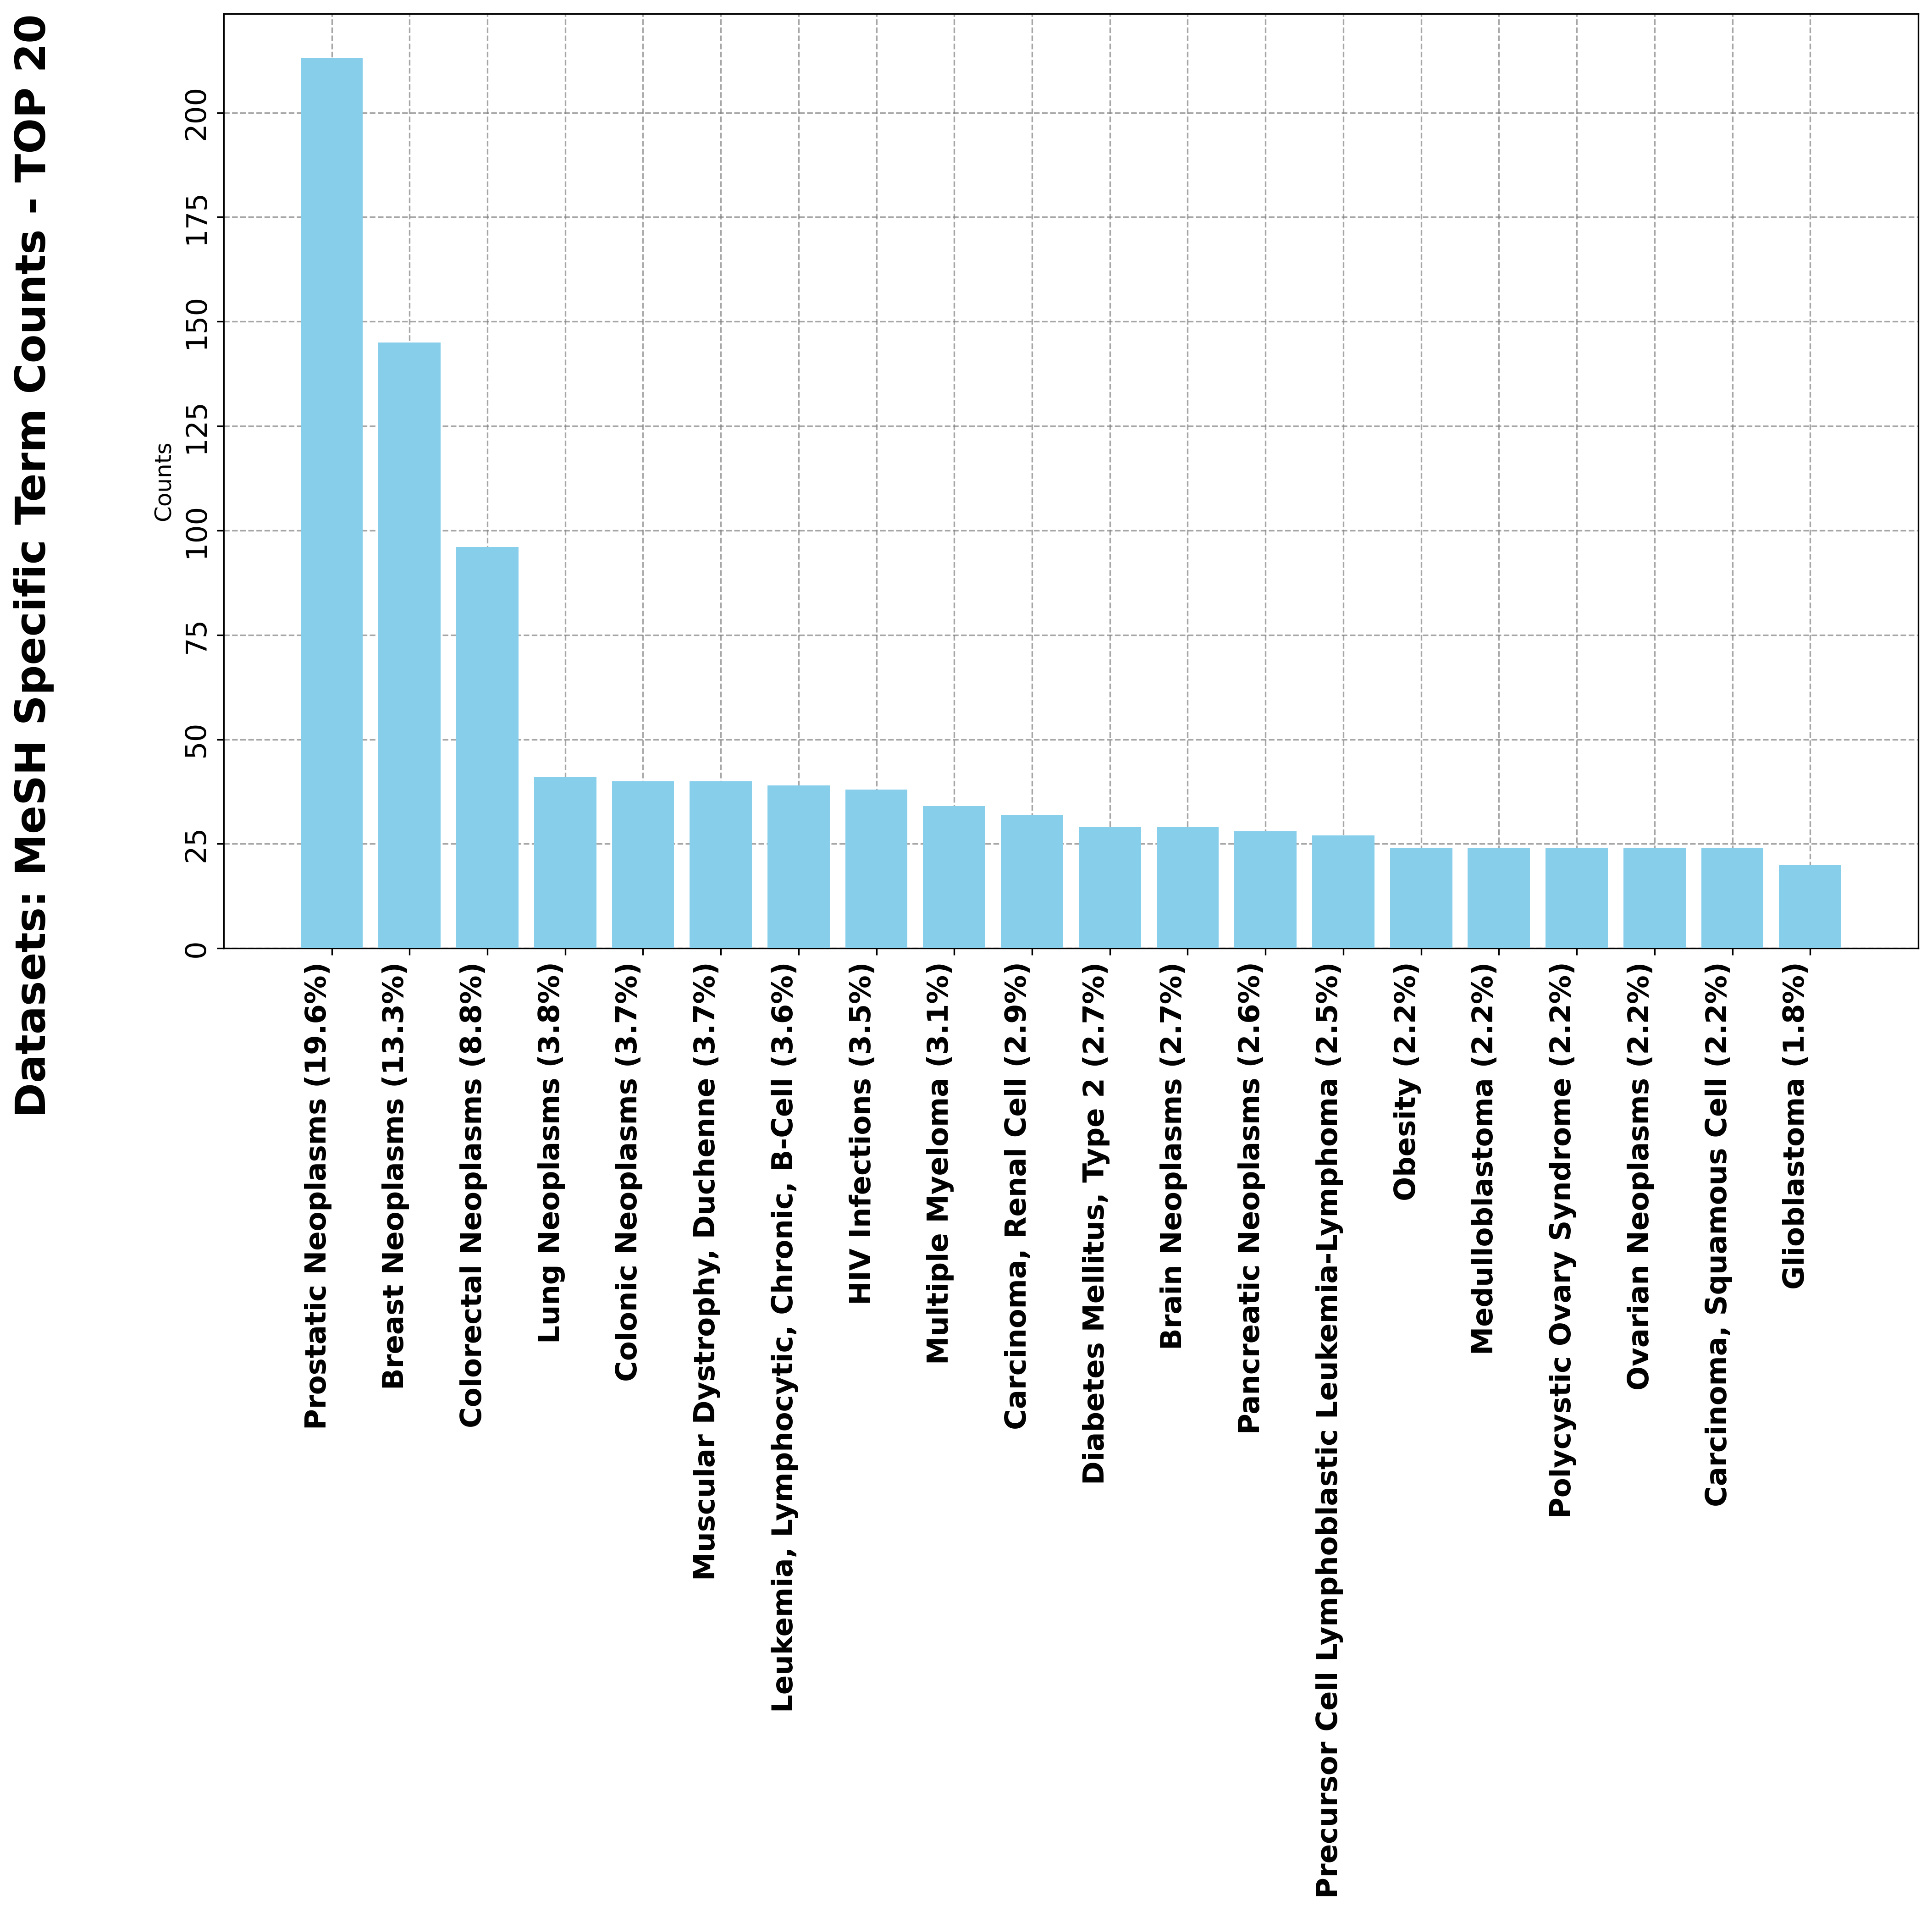 Datasets: MeSH Specific Term Counts - TOP 20
Counts
200
175
150
125
100
75
50
25
0
Prostatic Neoplasms (19.6%)
Breast Neoplasms (13.3%)
Colorectal Neoplasms (8.8%)
Lung Neoplasms (3.8%)
Colonic Neoplasms (3.7%)
Muscular Dystrophy, Duchenne (3.7%)
Leukemia, Lymphocytic, Chronic, B-Cell (3.6%)
HIV Infections (3.5%)
Multiple Myeloma (3.1%)
Carcinoma, Renal Cell (2.9%)
Diabetes Mellitus, Type 2 (2.7%)
Brain Neoplasms (2.7%)
Pancreatic Neoplasms (2.6%)
Precursor Cell Lymphoblastic Leukemia-Lymphoma (2.5%)
Obesity (2.2%)
Medulloblastoma (2.2%)
Polycystic Ovary Syndrome (2.2%)
Ovarian Neoplasms (2.2%)
Carcinoma, Squamous Cell (2.2%)
Glioblastoma (1.8%)